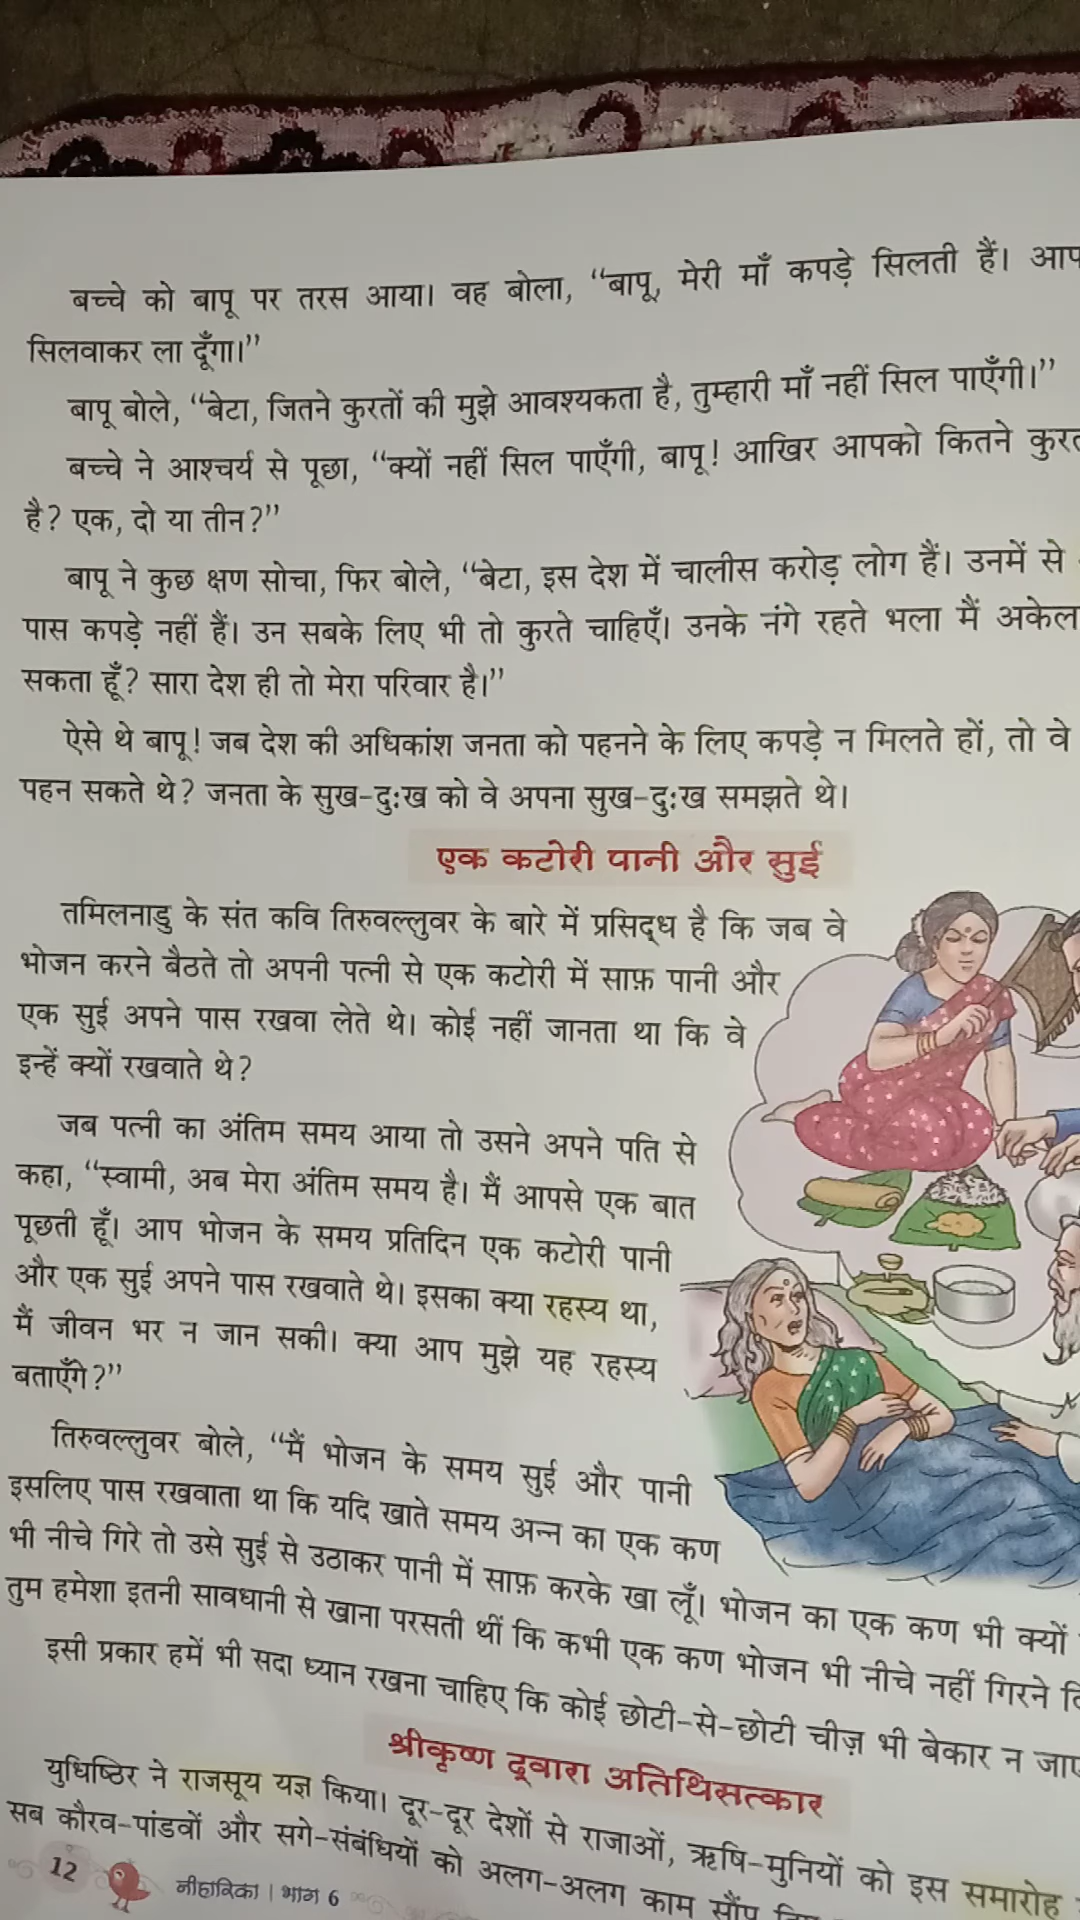 बच्चे को बापू पर तरस आया। वह बोला, “बापू, मेरी माँ कपड़े सिलती हैं। आप
सिलवाकर ला दूँगा।”
बापू बोले, “बेटा, जितने कुरतों की मुझे आवश्यकता है, तुम्हारी माँ नहीं सिल पाएँगी।”
बच्चे ने आश्चर्य से पूछा, “क्यों नहीं सिल पाएँगी, बापू! आखिर आपको कितने
है? एक, दो या तीन?”
बापू ने कुछ क्षण सोचा, फिर बोले, “बेटा, इस देश में चालीस करोड़ लोग हैं। उनमें से
पास कपड़े नहीं हैं। उन सबके लिए भी तो कुरते चाहिएँ। उनके नंगे रहते भला मैं
सकता हूँ? सारा देश ही तो मेरा परिवार है।”
ऐसे थे बापू! जब देश की अधिकांश जनता को पहनने के लिए कपड़े न मिलते हों, तो वे
पहन सकते थे? जनता के सुख-दुःख को वे अपना सुख-दुःख समझते थे।
एक कटोरी पानी और सुई
तमिलनाडु के संत कवि तिरुवल्लुवर के बारे में प्रसिद्ध है कि जब वे
भोजन करने बैठते तो अपनी पत्नी से एक कटोरी में साफ़ पानी और
एक सुई अपने पास रखवा लेते थे। कोई नहीं जानता था कि वे
इन्हें क्यों रखवाते थे?
जब पत्नी का अंतिम समय आया तो उसने अपने पति से
कहा, “स्वामी, अब मेरा अंतिम समय है। मैं आपसे एक बात
पूछती हूँ। आप भोजन के समय प्रतिदिन एक कटोरी पानी
और एक सुई अपने पास रखवाते थे। इसका क्या रहस्य था,
मैं जीवन भर न जान सकी। क्या आप मुझे यह रहस्य
बताएँगे?”
तिरुवल्लुवर बोले, “मैं भोजन के समय सुई और पानी
इसलिए पास रखवाता था कि यदि खाते समय अन्न का एक कण
भी नीचे गिरे तो उसे सुई से उठाकर पानी में साफ़ करके खा लूँ। भोजन का एक कण भी क्यों
तुम हमेशा इतनी सावधानी से खाना परसती थीं कि कभी एक कण भोजन भी नीचे नहीं गिरने
इसी प्रकार हमें भी सदा ध्यान रखना चाहिए कि कोई छोटी-से-छोटी चीज़ भी बेकार न
श्रीकृष्ण द्वारा अतिथिसत्कार
युधिष्ठिर ने राजसूय यज्ञ किया। दूर-दूर देशों से राजाओं, ऋषि-मुनियों को इस समारोह
सब कौरव-पांडवों और सगे-संबंधियों को अलग-अलग काम सौंप
12 नीहारिका | भाग 6